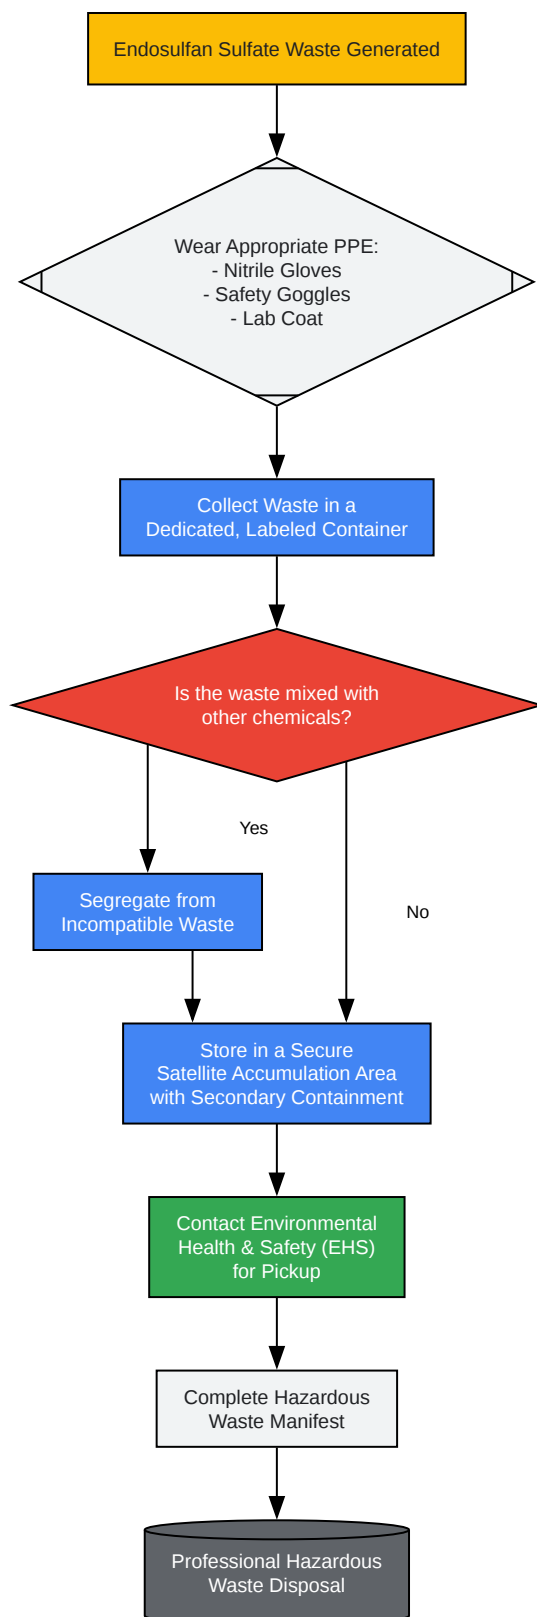 Endosulfan Sulfate Waste Generated
Wear Appropriate PPE:
- Nitrile Gloves
- Safety Goggles
- Lab Coat
Collect Waste in a
Dedicated, Labeled Container
Is the waste mixed with
other chemicals?
Yes
Segregate from
Incompatible Waste
No
Store in a Secure
Satellite Accumulation Area
with Secondary Containment
Contact Environmental
Health & Safety (EHS)
for Pickup
Complete Hazardous
Waste Manifest
Professional Hazardous
Waste Disposal